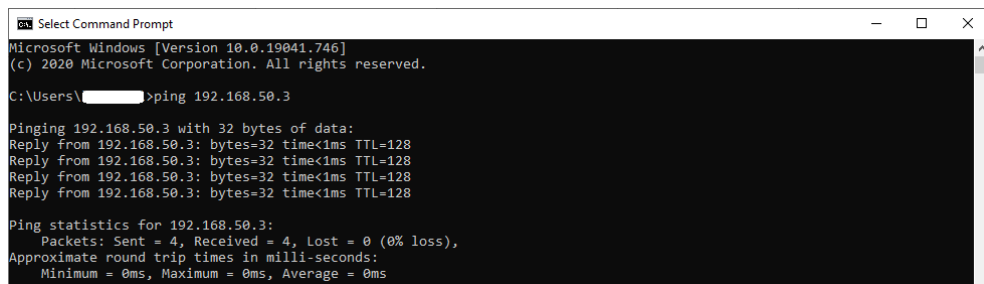 Select Command Prompt
Microsoft Windows [Version 10.0.19041.746]
(c) 2020 Microsoft Corporation. All rights reserved.
C:\Users\ >ping 192.168.50.3
Pinging 192.168.50.3 with 32 bytes of data:
Reply from 192.168.50.3: bytes=32 time<1ms TTL=128
Reply from 192.168.50.3: bytes=32 time<1ms TTL=128
Reply from 192.168.50.3: bytes=32 time<1ms TTL=128
Reply from 192.168.50.3: bytes=32 time<1ms TTL=128
Ping statistics for 192.168.50.3:
    Packets: Sent = 4, Received = 4, Lost = 0 (0% loss),
Approximate round trip times in milli-seconds:
    Minimum = 0ms, Maximum = 0ms, Average = 0ms